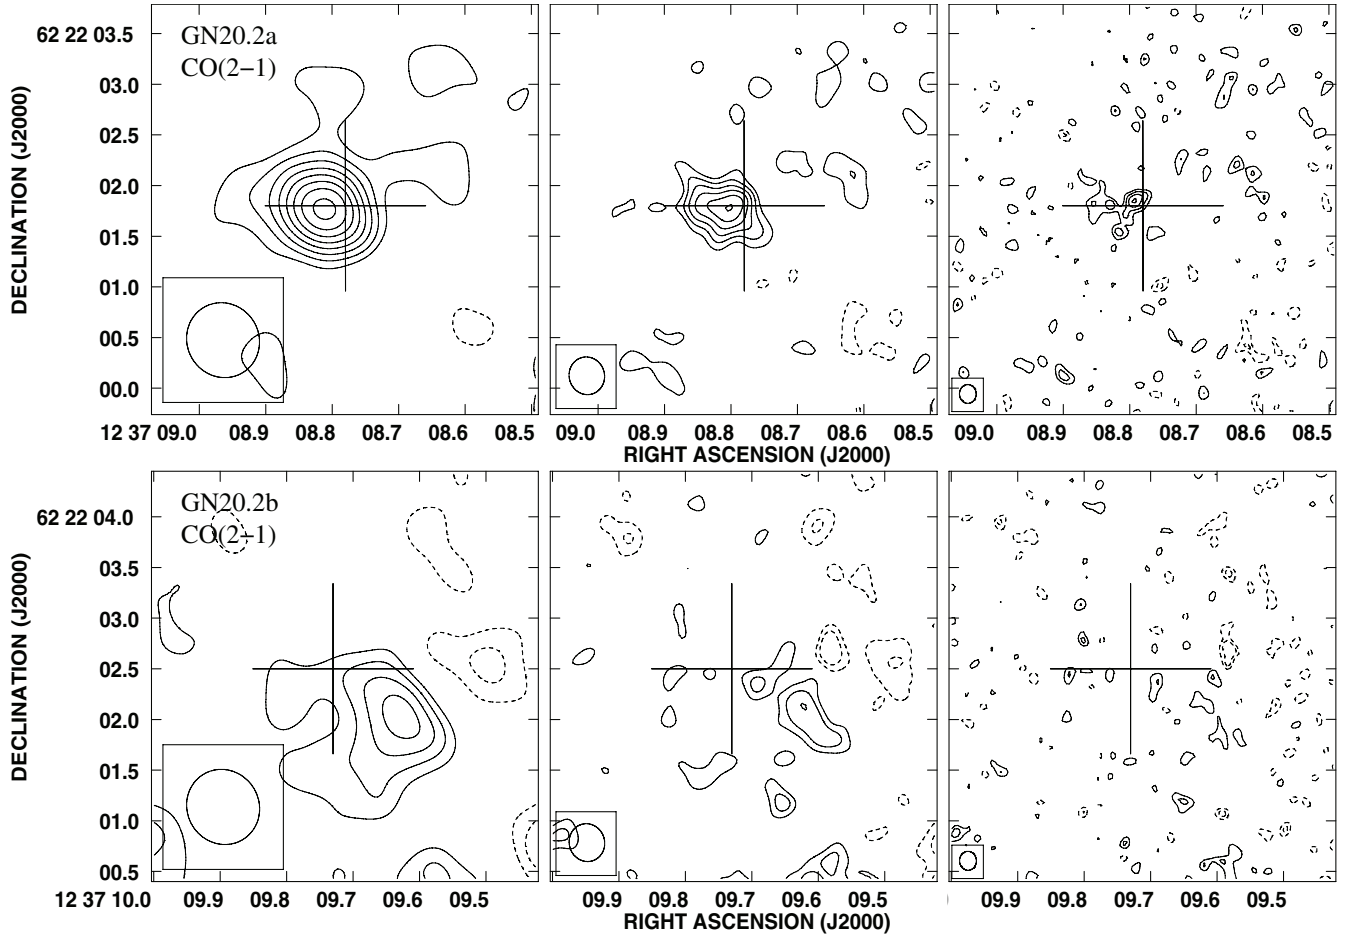 GN20.2a
CO(2−1)
DECLINATION (J2000)
62 22 03.5
03.0
02.5
02.0
01.5
01.0
00.5
00.0
12 37 09.0 08.9 08.8 08.7 08.6 08.5
09.0 08.9 08.8 08.7 08.6 08.5
09.0 08.9 08.8 08.7 08.6 08.5
RIGHT ASCENSION (J2000)
GN20.2b
CO(2−1)
DECLINATION (J2000)
62 22 04.0
03.5
03.0
02.5
02.0
01.5
01.0
00.5
12 37 10.0 09.9 09.8 09.7 09.6 09.5
09.9 09.8 09.7 09.6 09.5
09.9 09.8 09.7 09.6 09.5
RIGHT ASCENSION (J2000)